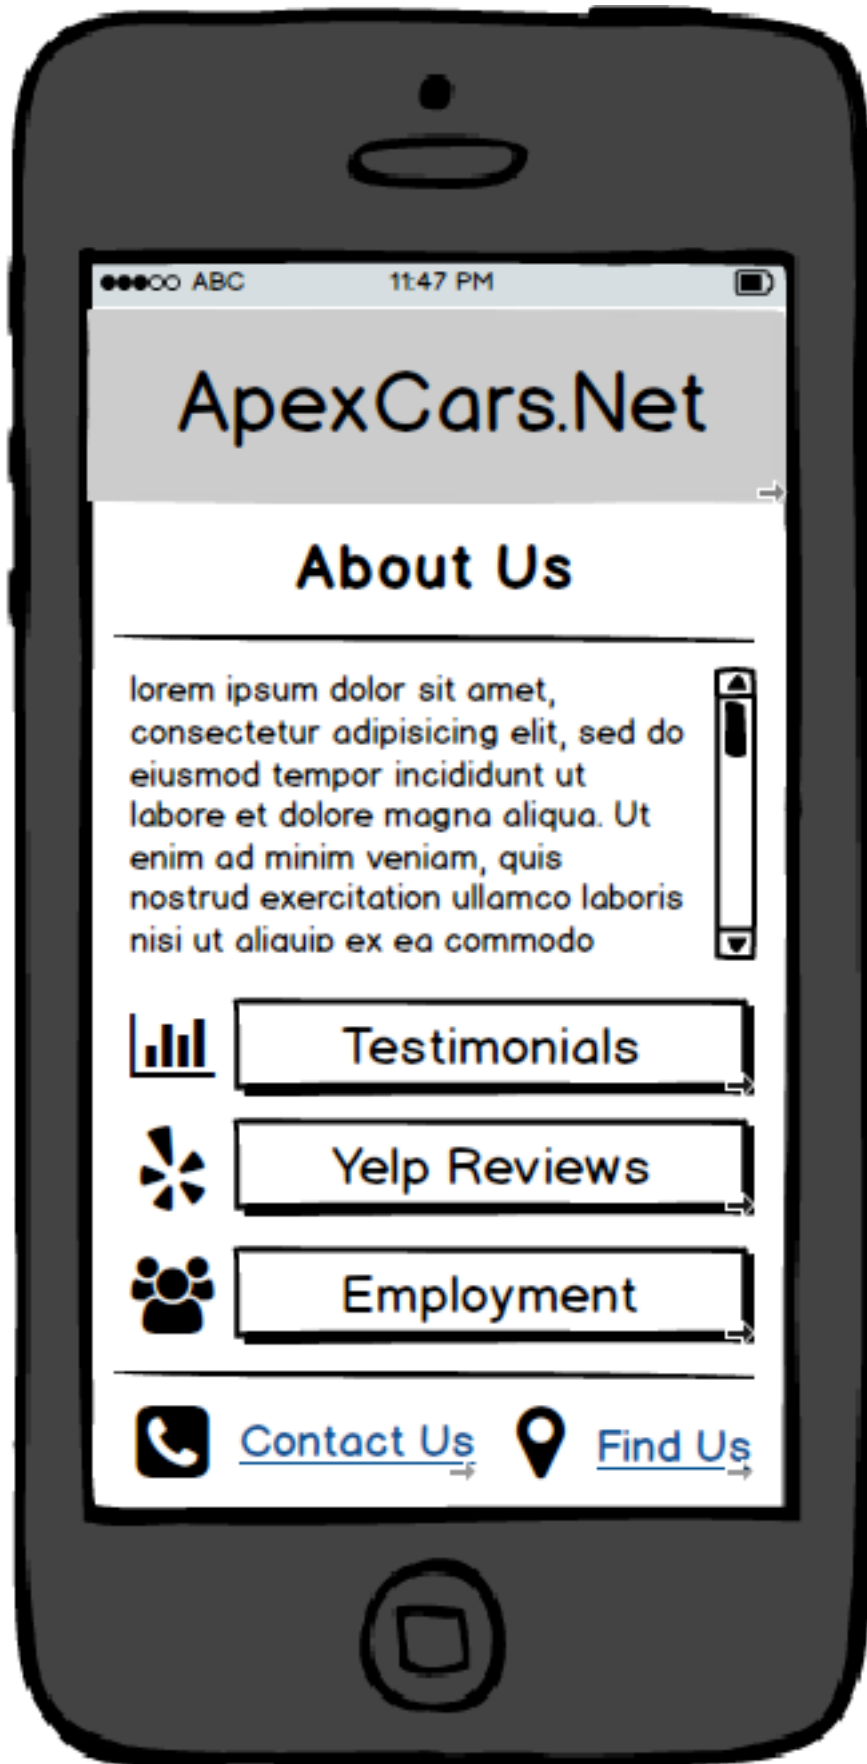 ABC 11:47 PM
ApexCars.Net
About Us
lorem ipsum dolor sit amet,
consectetur adipisicing elit, sed do
eiusmod tempor incididunt ut
labore et dolore magna aliqua. Ut
enim ad minim veniam, quis
nostrud exercitation ullamco laboris
nisi ut aliquip ex ea commodo
Testimonials
Yelp Reviews
Employment
Contact Us Find Us